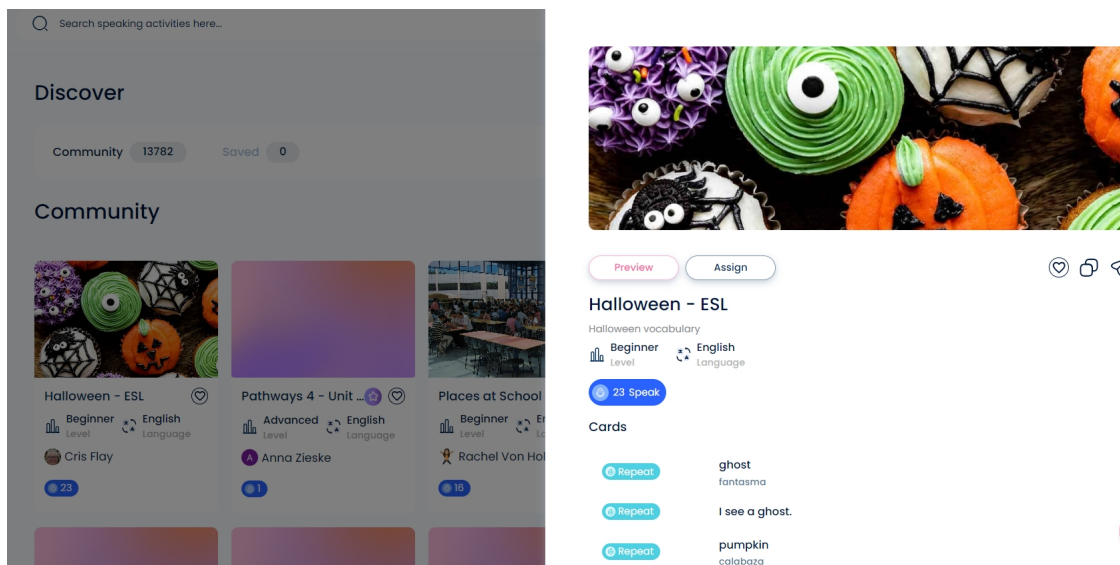 Search speaking activities here...
Discover
Community 13782 Saved 0
Community
Halloween - ESL
Beginner English
Level Language
Cris Flay
23
Pathways 4 - Unit ...
Advanced English
Level Language
A Anna Zieske
1
Places at School
Beginner
Level
Rachel Von Hol
16
Preview Assign
Halloween - ESL
Halloween vocabulary
Beginner English
Level Language
23 Speak
Cards
Repeat ghost
fantasma
Repeat I see a ghost.
Repeat pumpkin
calabaza